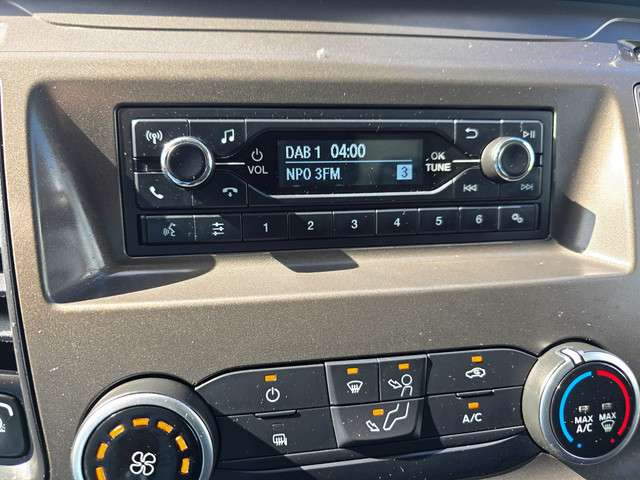 DAB 1 04:00
VOL
OK
TUNE
NPO 3FM 3
1 2 3 4 5 6
A/C
MAX
A/C
MAX